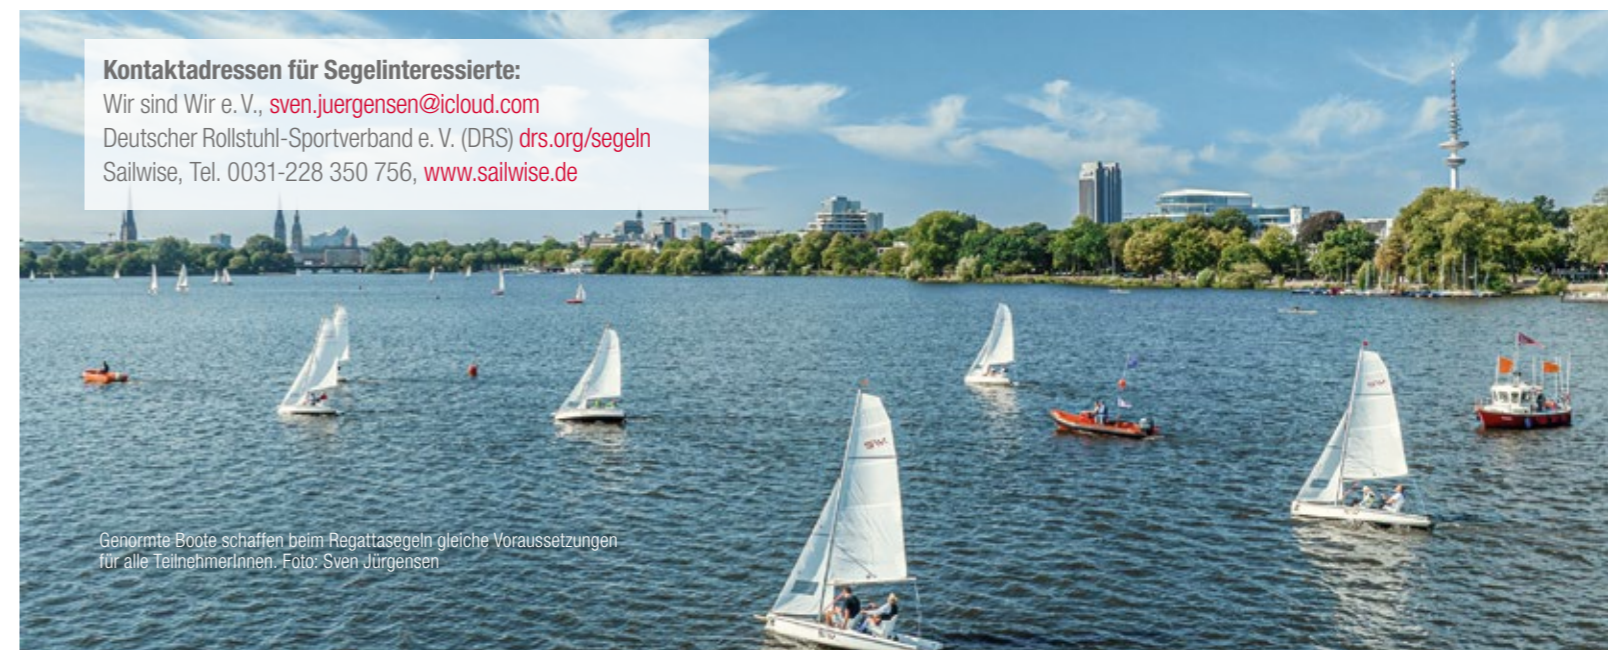 Kontaktadressen für Segelinteressierte:
Wir sind Wir e. V., sven.juergensen@icloud.com
Deutscher Rollstuhl-Sportverband e. V. (DRS) drs.org/segeln
Sailwise, Tel. 0031-228 350 756, www.sailwise.de
Genormte Boote schaffen beim Regattasegeln gleiche Voraussetzungen
für alle TeilnehmerInnen. Foto: Sven Jürgensen